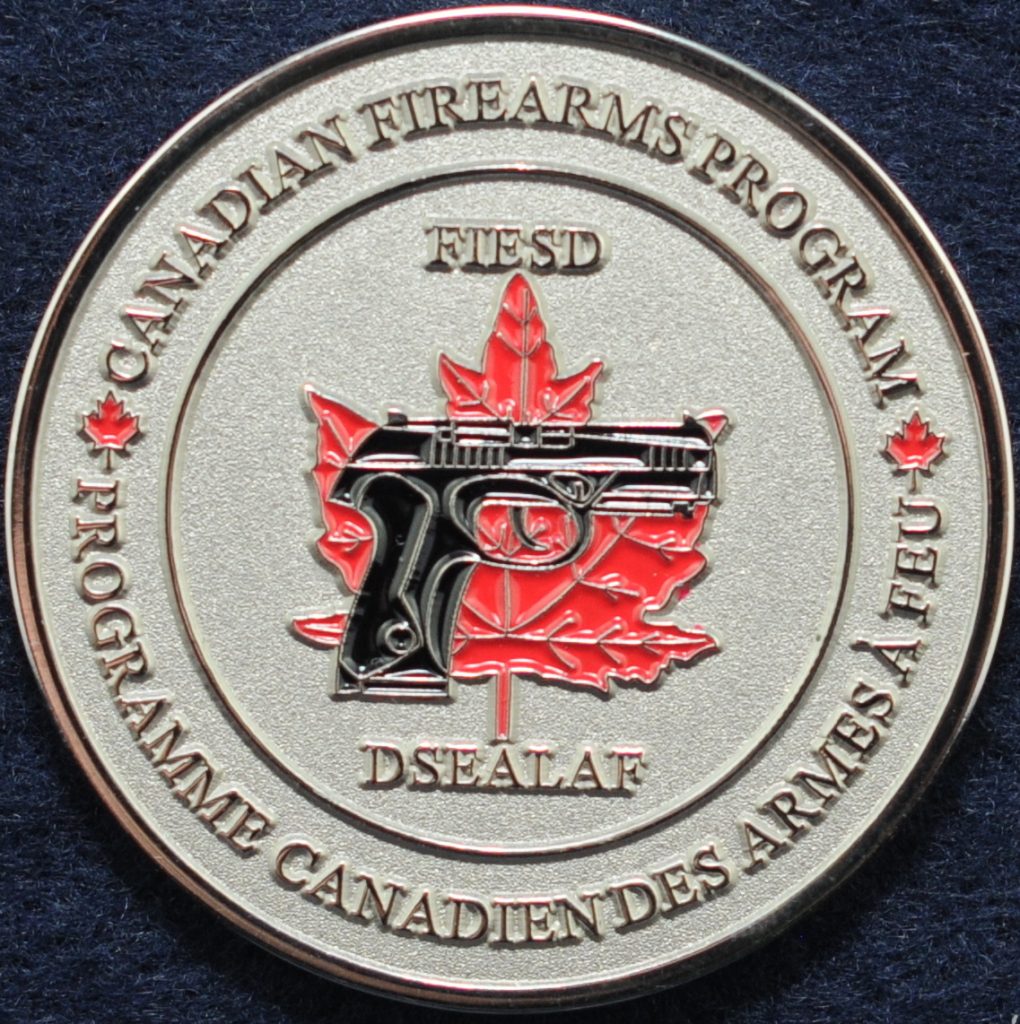 CANADIAN FIREARMS PROGRAM
FIESD
DSEALAF
PROGRAMME CANADIEN DES ARMES À FEU